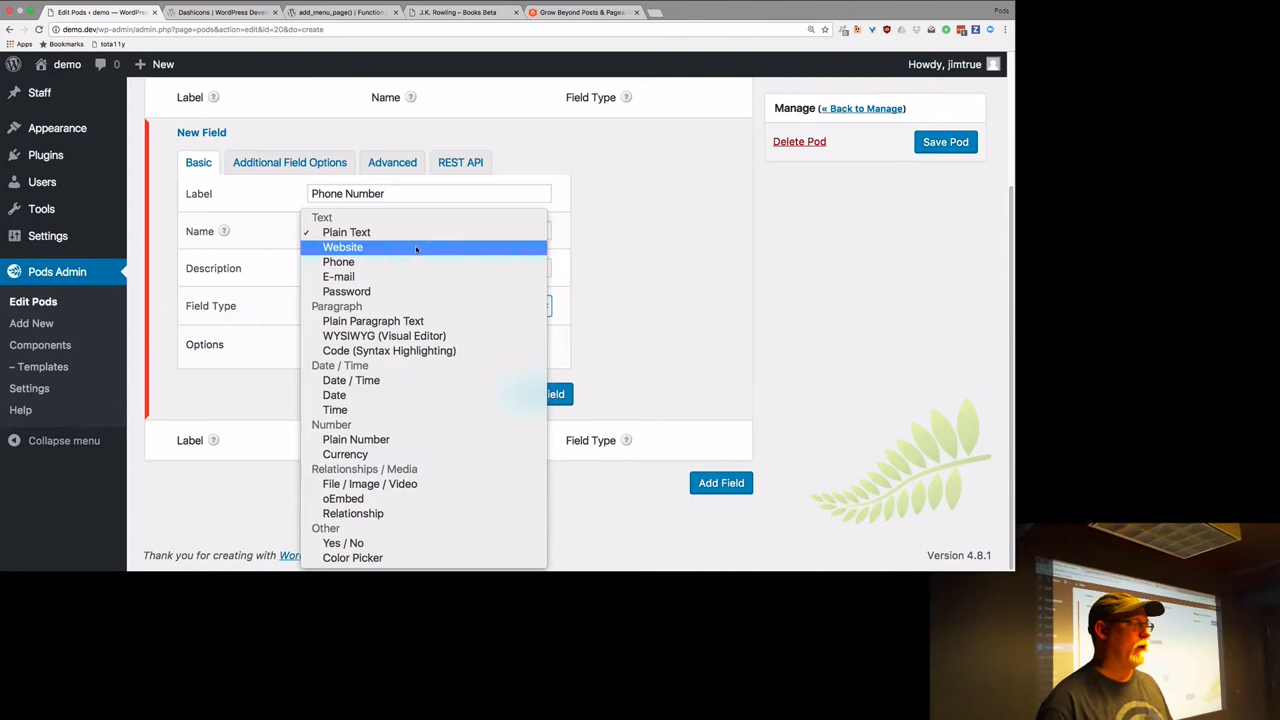 Edit Pods ‹ demo — WordPr
Dashicons | WordPress Devel
add_menu_page() | Function
J.K. Rowling – Books Beta
Grow Beyond Posts & Pages:
Pods
demo.dev/wp-admin/admin.php?page=pods&action=edit&id=20&do=create
Apps
Bookmarks
tota11y
demo
0
New
Howdy, jimtrue
Staff
Appearance
Plugins
Users
Tools
Settings
Pods Admin
Edit Pods
Add New
Components
– Templates
Settings
Help
Collapse menu
Label
Name
Field Type
New Field
Basic
Additional Field Options
Advanced
REST API
Label
Phone Number
Name
Description
Field Type
Options
Text
✓ Plain Text
Website
Phone
E-mail
Password
Paragraph
Plain Paragraph Text
WYSIWYG (Visual Editor)
Code (Syntax Highlighting)
Date / Time
Date / Time
Date
Time
Number
Plain Number
Currency
Relationships / Media
File / Image / Video
oEmbed
Relationship
Other
Yes / No
Color Picker
ield
Label
Field Type
Add Field
Manage (« Back to Manage)
Delete Pod
Save Pod
Thank you for creating with Wor
Version 4.8.1